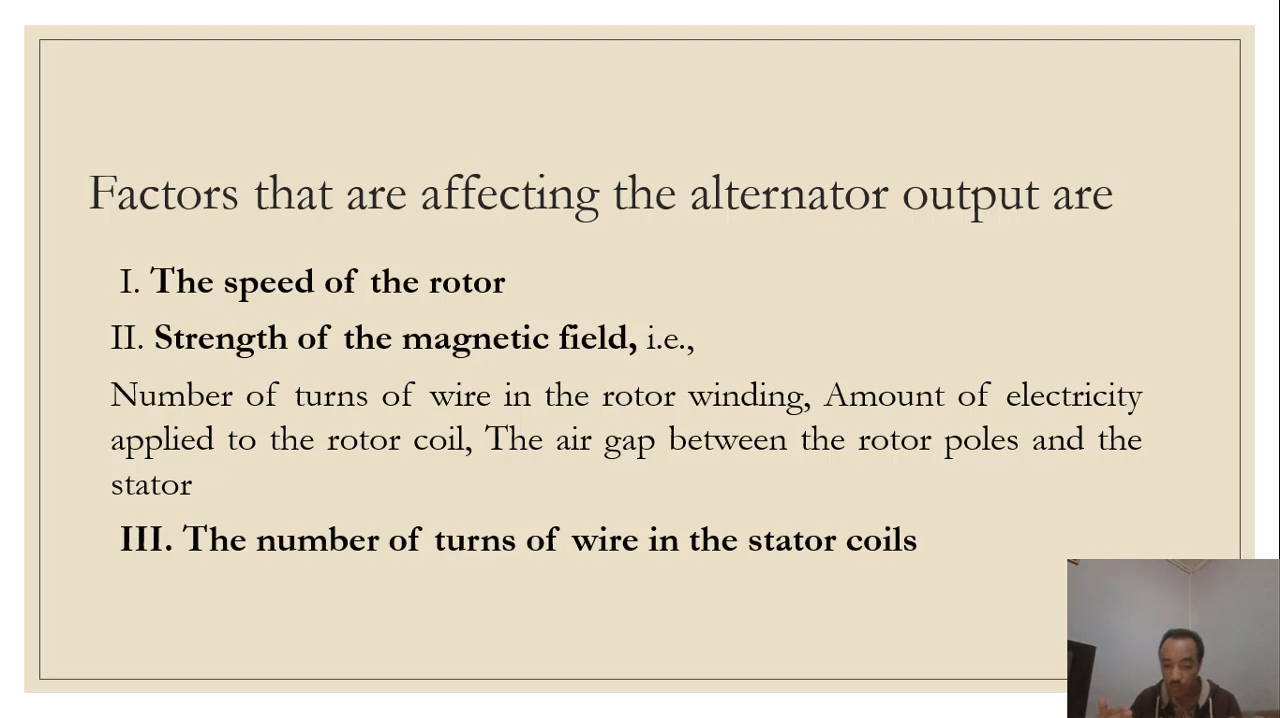 Factors that are affecting the alternator output are
I. The speed of the rotor
II. Strength of the magnetic field, i.e.,
Number of turns of wire in the rotor winding, Amount of electricity
applied to the rotor coil, The air gap between the rotor poles and the
stator
III. The number of turns of wire in the stator coils